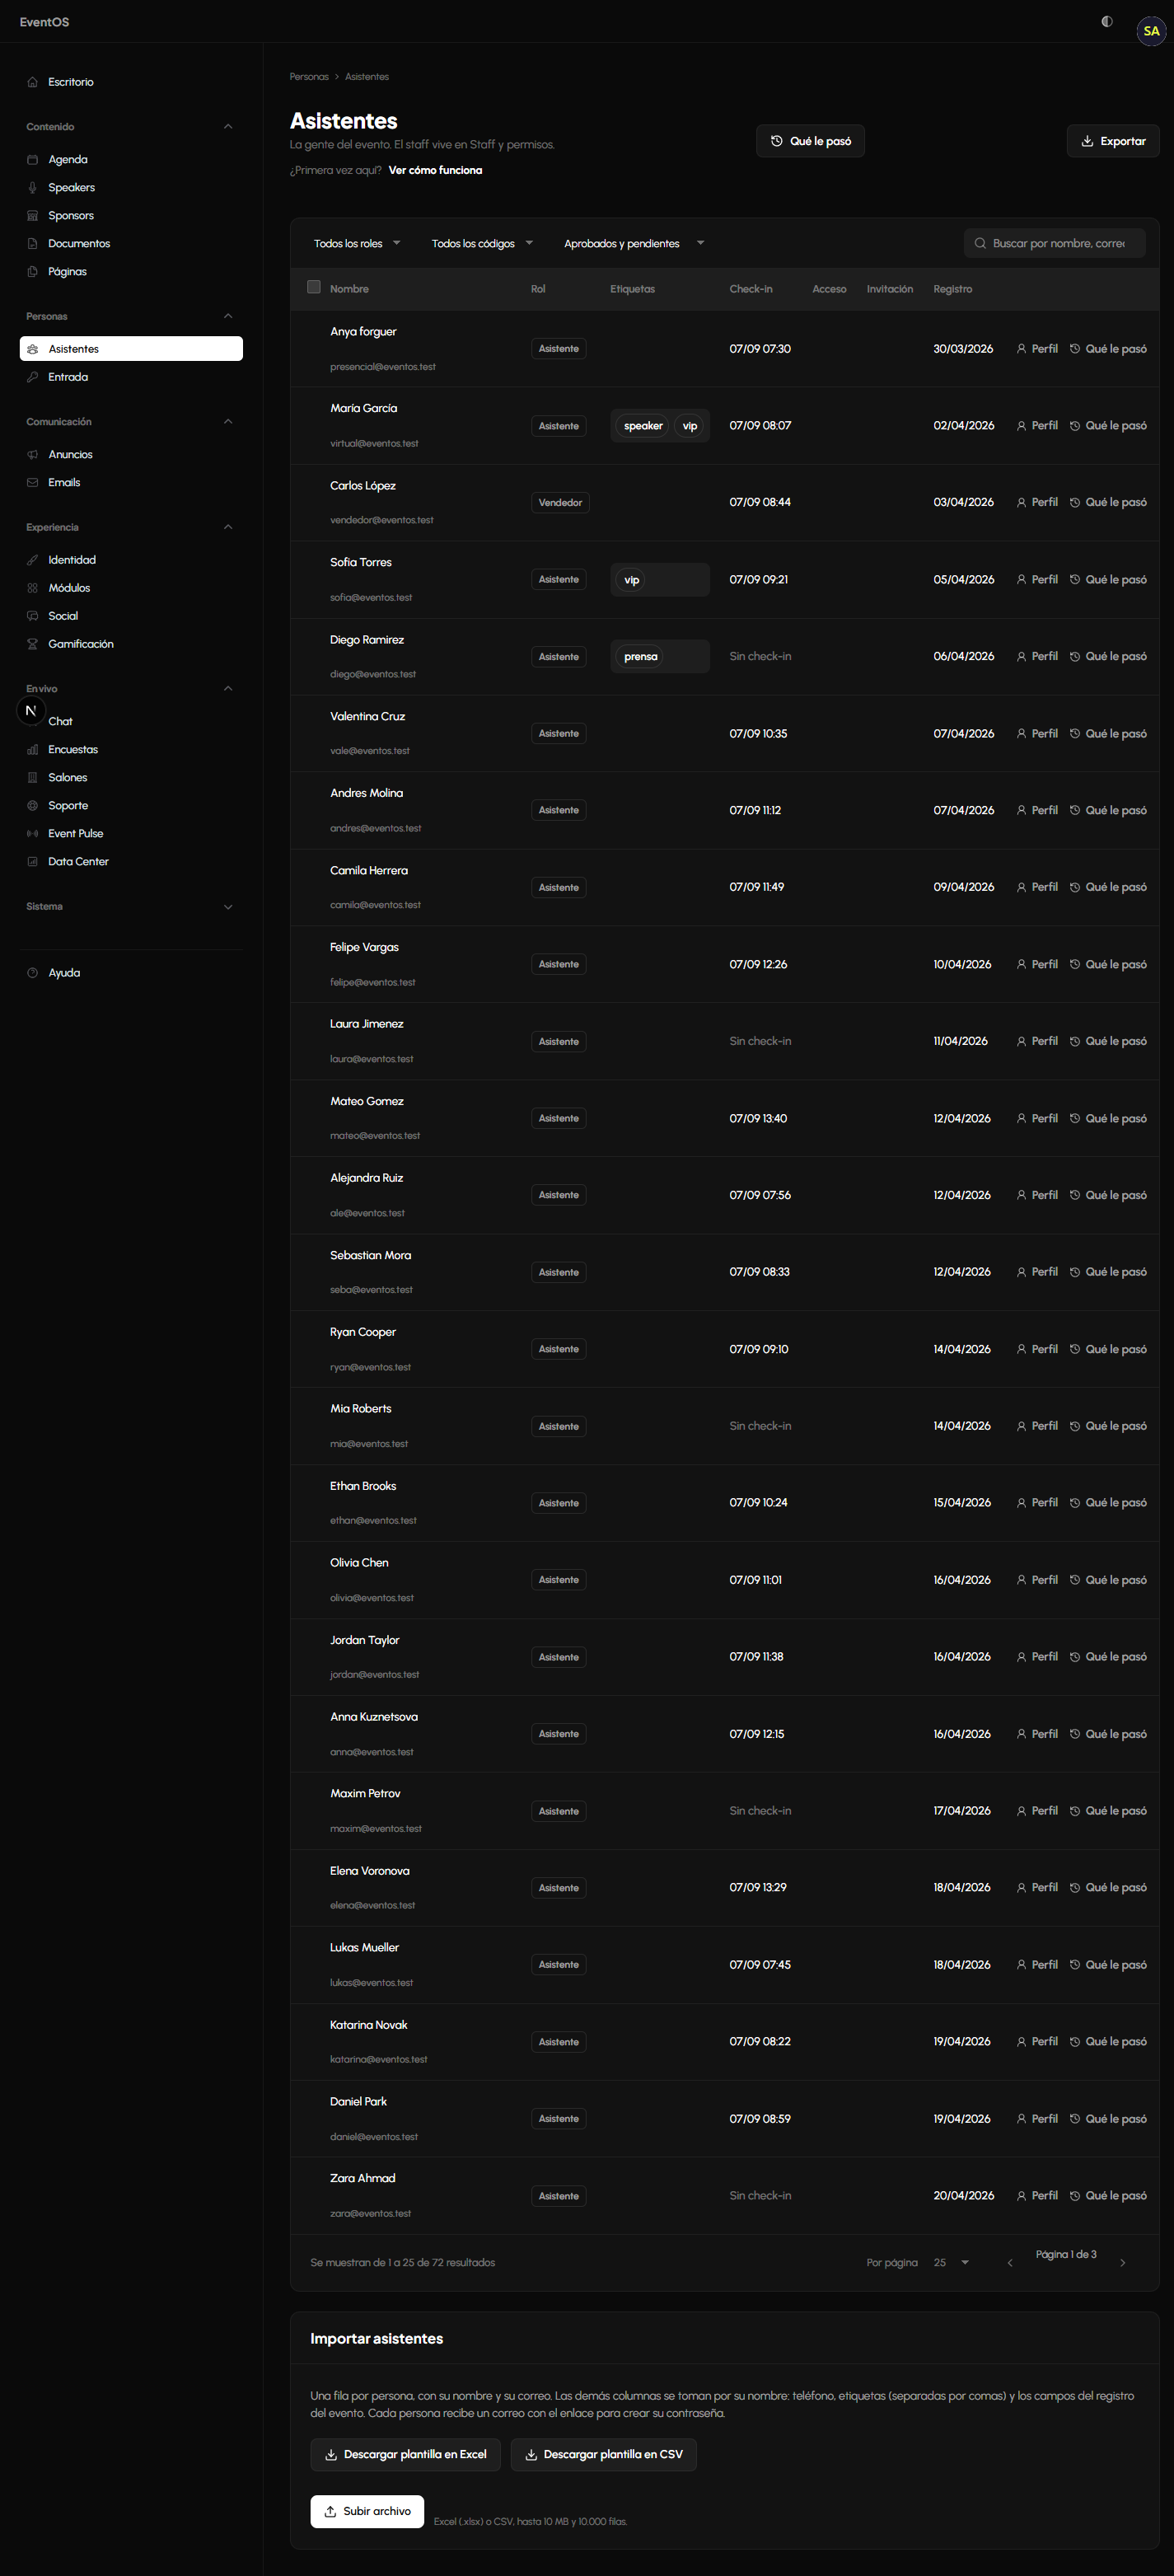 EventOS
SA
Escritorio
Contenido
Agenda
Speakers
Sponsors
Documentos
Páginas
Personas
Asistentes
Entrada
Comunicación
Anuncios
Emails
Experiencia
Identidad
Módulos
Social
Gamificación
En vivo
N
Chat
Encuestas
Salones
Soporte
Event Pulse
Data Center
Sistema
Ayuda
Personas > Asistentes
Asistentes
La gente del evento. El staff vive en Staff y permisos.
¿Primera vez aquí? Ver cómo funciona
Qué le pasó
Exportar
Todos los roles
Todos los códigos
Aprobados y pendientes
Buscar por nombre, corre
Nombre Rol Etiquetas Check-in Acceso Invitación Registro
Anya forguer
presencial@eventos.test
Asistente 07/09 07:30 30/03/2026 Perfil Qué le pasó
María García
virtual@eventos.test
Asistente speaker vip 07/09 08:07 02/04/2026 Perfil Qué le pasó
Carlos López
vendedor@eventos.test
Vendedor 07/09 08:44 03/04/2026 Perfil Qué le pasó
Sofia Torres
sofia@eventos.test
Asistente vip 07/09 09:21 05/04/2026 Perfil Qué le pasó
Diego Ramirez
diego@eventos.test
Asistente prensa Sin check-in 06/04/2026 Perfil Qué le pasó
Valentina Cruz
vale@eventos.test
Asistente 07/09 10:35 07/04/2026 Perfil Qué le pasó
Andres Molina
andres@eventos.test
Asistente 07/09 11:12 07/04/2026 Perfil Qué le pasó
Camila Herrera
camila@eventos.test
Asistente 07/09 11:49 09/04/2026 Perfil Qué le pasó
Felipe Vargas
felipe@eventos.test
Asistente 07/09 12:26 10/04/2026 Perfil Qué le pasó
Laura Jimenez
laura@eventos.test
Asistente Sin check-in 11/04/2026 Perfil Qué le pasó
Mateo Gomez
mateo@eventos.test
Asistente 07/09 13:40 12/04/2026 Perfil Qué le pasó
Alejandra Ruiz
ale@eventos.test
Asistente 07/09 07:56 12/04/2026 Perfil Qué le pasó
Sebastian Mora
seba@eventos.test
Asistente 07/09 08:33 12/04/2026 Perfil Qué le pasó
Ryan Cooper
ryan@eventos.test
Asistente 07/09 09:10 14/04/2026 Perfil Qué le pasó
Mia Roberts
mia@eventos.test
Asistente Sin check-in 14/04/2026 Perfil Qué le pasó
Ethan Brooks
ethan@eventos.test
Asistente 07/09 10:24 15/04/2026 Perfil Qué le pasó
Olivia Chen
olivia@eventos.test
Asistente 07/09 11:01 16/04/2026 Perfil Qué le pasó
Jordan Taylor
jordan@eventos.test
Asistente 07/09 11:38 16/04/2026 Perfil Qué le pasó
Anna Kuznetsova
anna@eventos.test
Asistente 07/09 12:15 16/04/2026 Perfil Qué le pasó
Maxim Petrov
maxim@eventos.test
Asistente Sin check-in 17/04/2026 Perfil Qué le pasó
Elena Voronova
elena@eventos.test
Asistente 07/09 13:29 18/04/2026 Perfil Qué le pasó
Lukas Mueller
lukas@eventos.test
Asistente 07/09 07:45 18/04/2026 Perfil Qué le pasó
Katarina Novak
katarina@eventos.test
Asistente 07/09 08:22 19/04/2026 Perfil Qué le pasó
Daniel Park
daniel@eventos.test
Asistente 07/09 08:59 19/04/2026 Perfil Qué le pasó
Zara Ahmad
zara@eventos.test
Asistente Sin check-in 20/04/2026 Perfil Qué le pasó
Se muestran de 1 a 25 de 72 resultados
Por página 25
Página 1 de 3
Importar asistentes
Una fila por persona, con su nombre y su correo. Las demás columnas se toman por su nombre: teléfono, etiquetas (separadas por comas) y los campos del registro
del evento. Cada persona recibe un correo con el enlace para crear su contraseña.
Descargar plantilla en Excel
Descargar plantilla en CSV
Subir archivo
Excel (.xlsx) o CSV, hasta 10 MB y 10.000 filas.